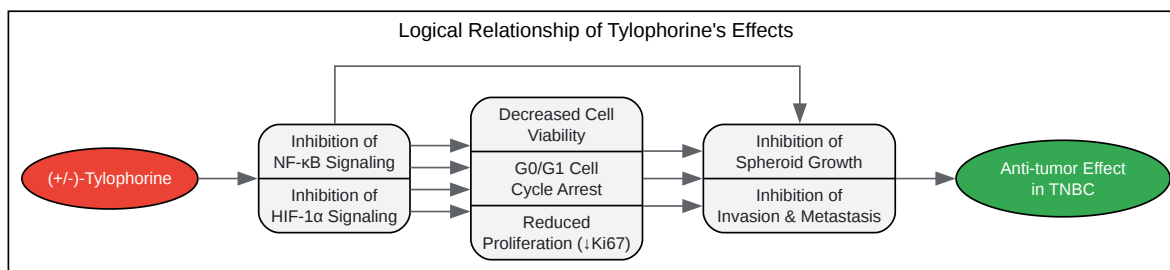 Logical Relationship of Tylophorine's Effects
(+/-)-Tylophorine
Inhibition of
NF-κB Signaling
Inhibition of
HIF-1α Signaling
Decreased Cell
Viability
G0/G1 Cell
Cycle Arrest
Reduced
Proliferation (↓Ki67)
Inhibition of
Spheroid Growth
Inhibition of
Invasion & Metastasis
Anti-tumor Effect
in TNBC